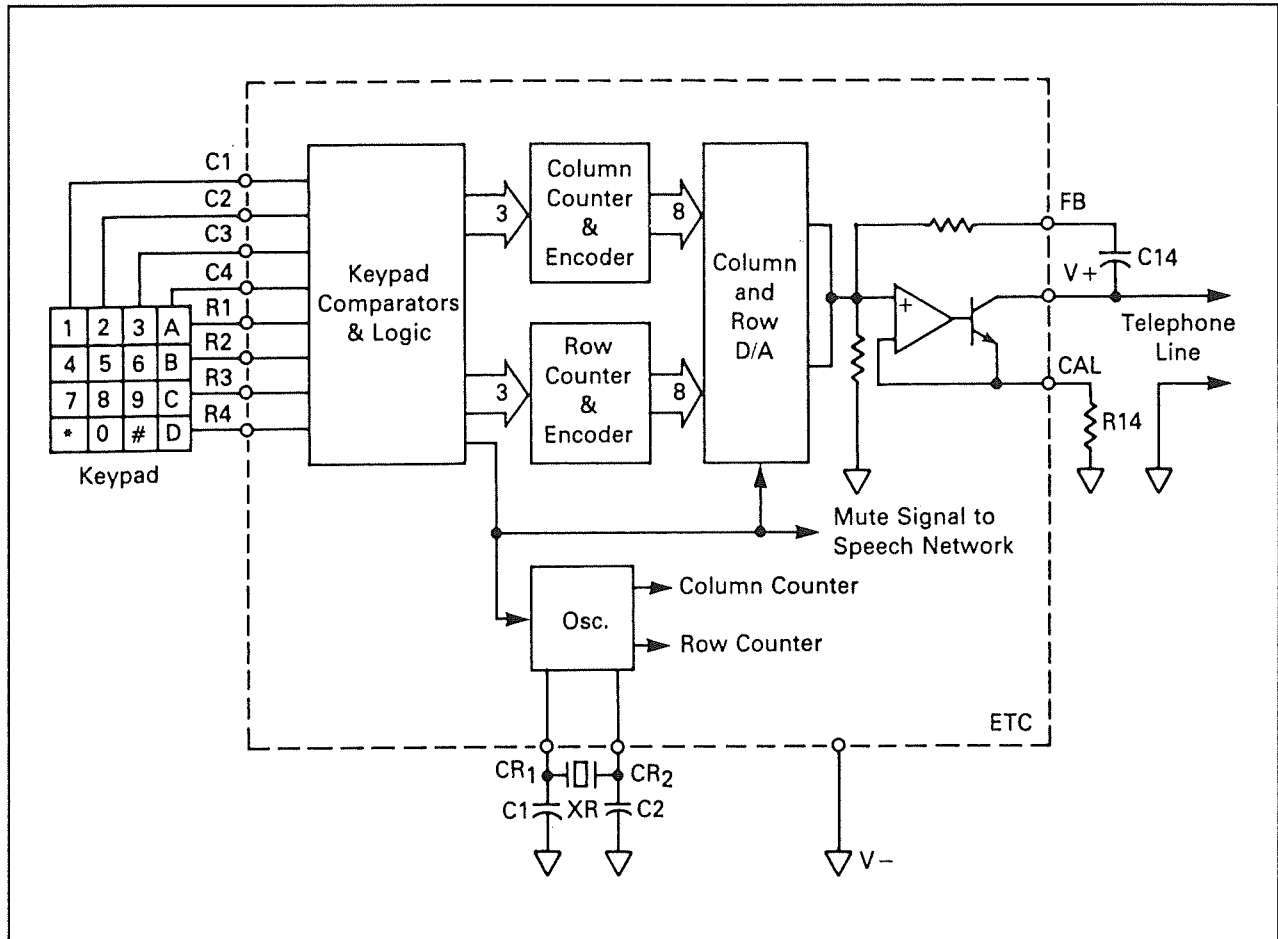 C1
C2
C3
C4
R1
R2
R3
R4
1 2 3 A
4 5 6 B
7 8 9 C
* 0 # D
Keypad
Keypad
Comparators
& Logic
3
Column
Counter
&
Encoder
8
3
Row
Counter
&
Encoder
8
Column
and
Row
D/A
+
FB
C14
V+
Telephone
Line
CAL
R14
Mute Signal to
Speech Network
Osc.
Column Counter
Row Counter
ETC
CR1
CR2
C1
XR
C2
V−